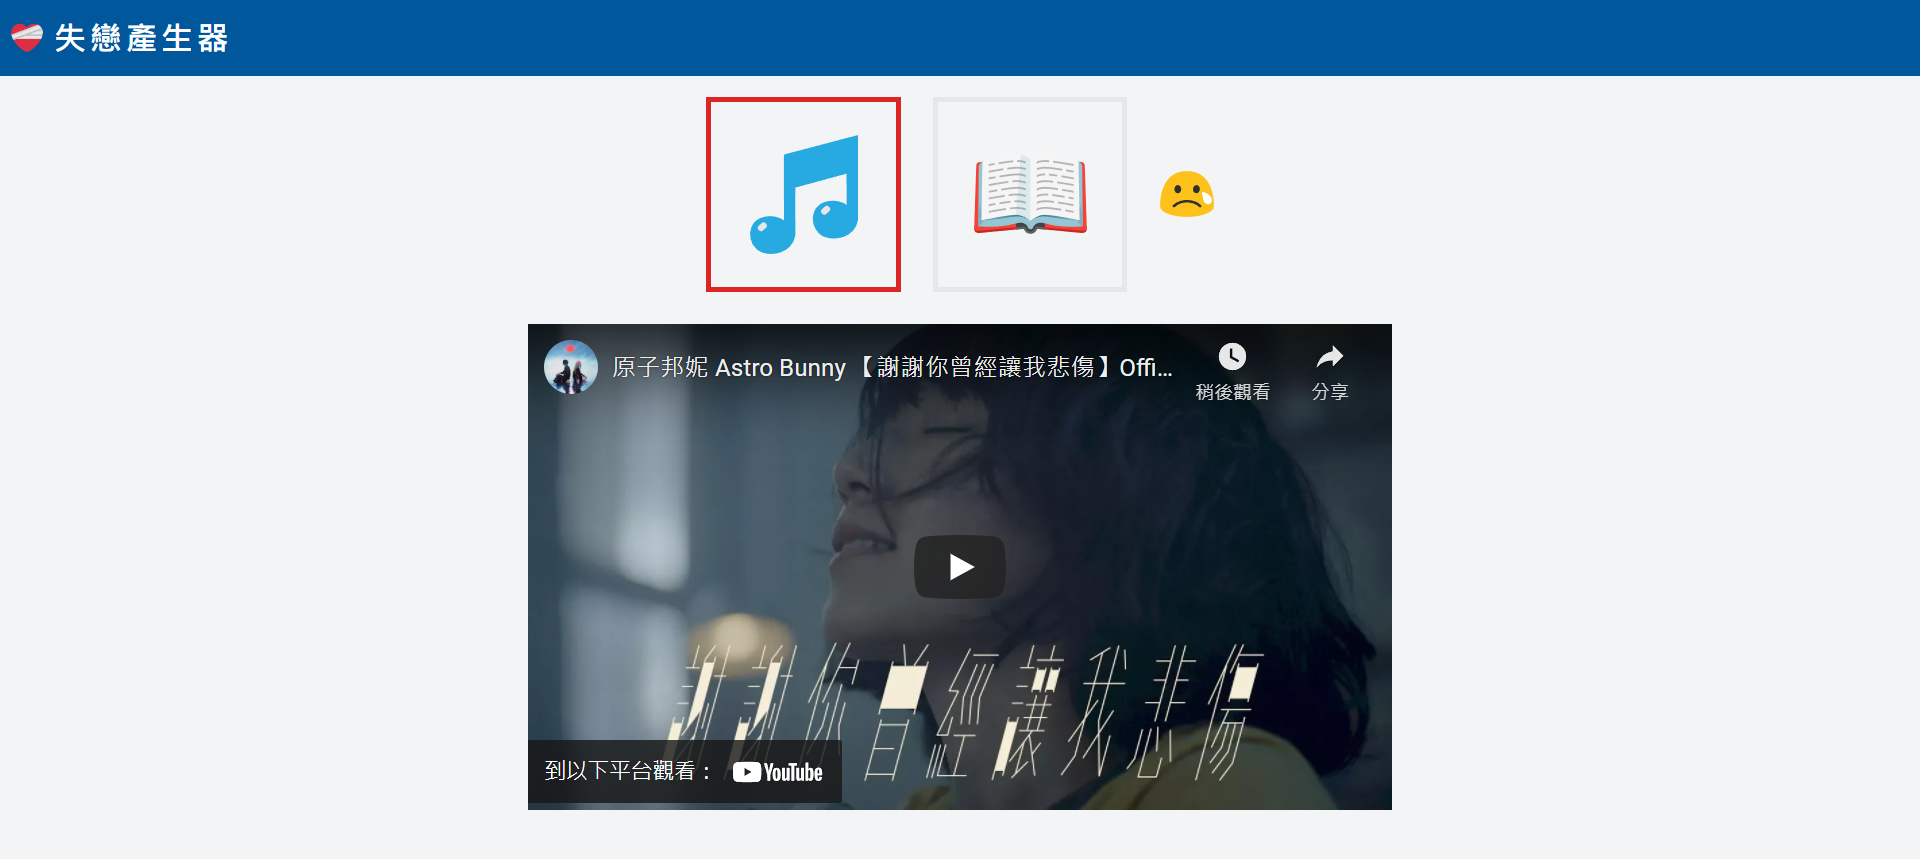 失戀產生器
原子邦妮 Astro Bunny 【謝謝你曾經讓我悲傷】Offi...
稍後觀看
分享
謝謝你曾經讓我悲傷
到以下平台觀看： YouTube